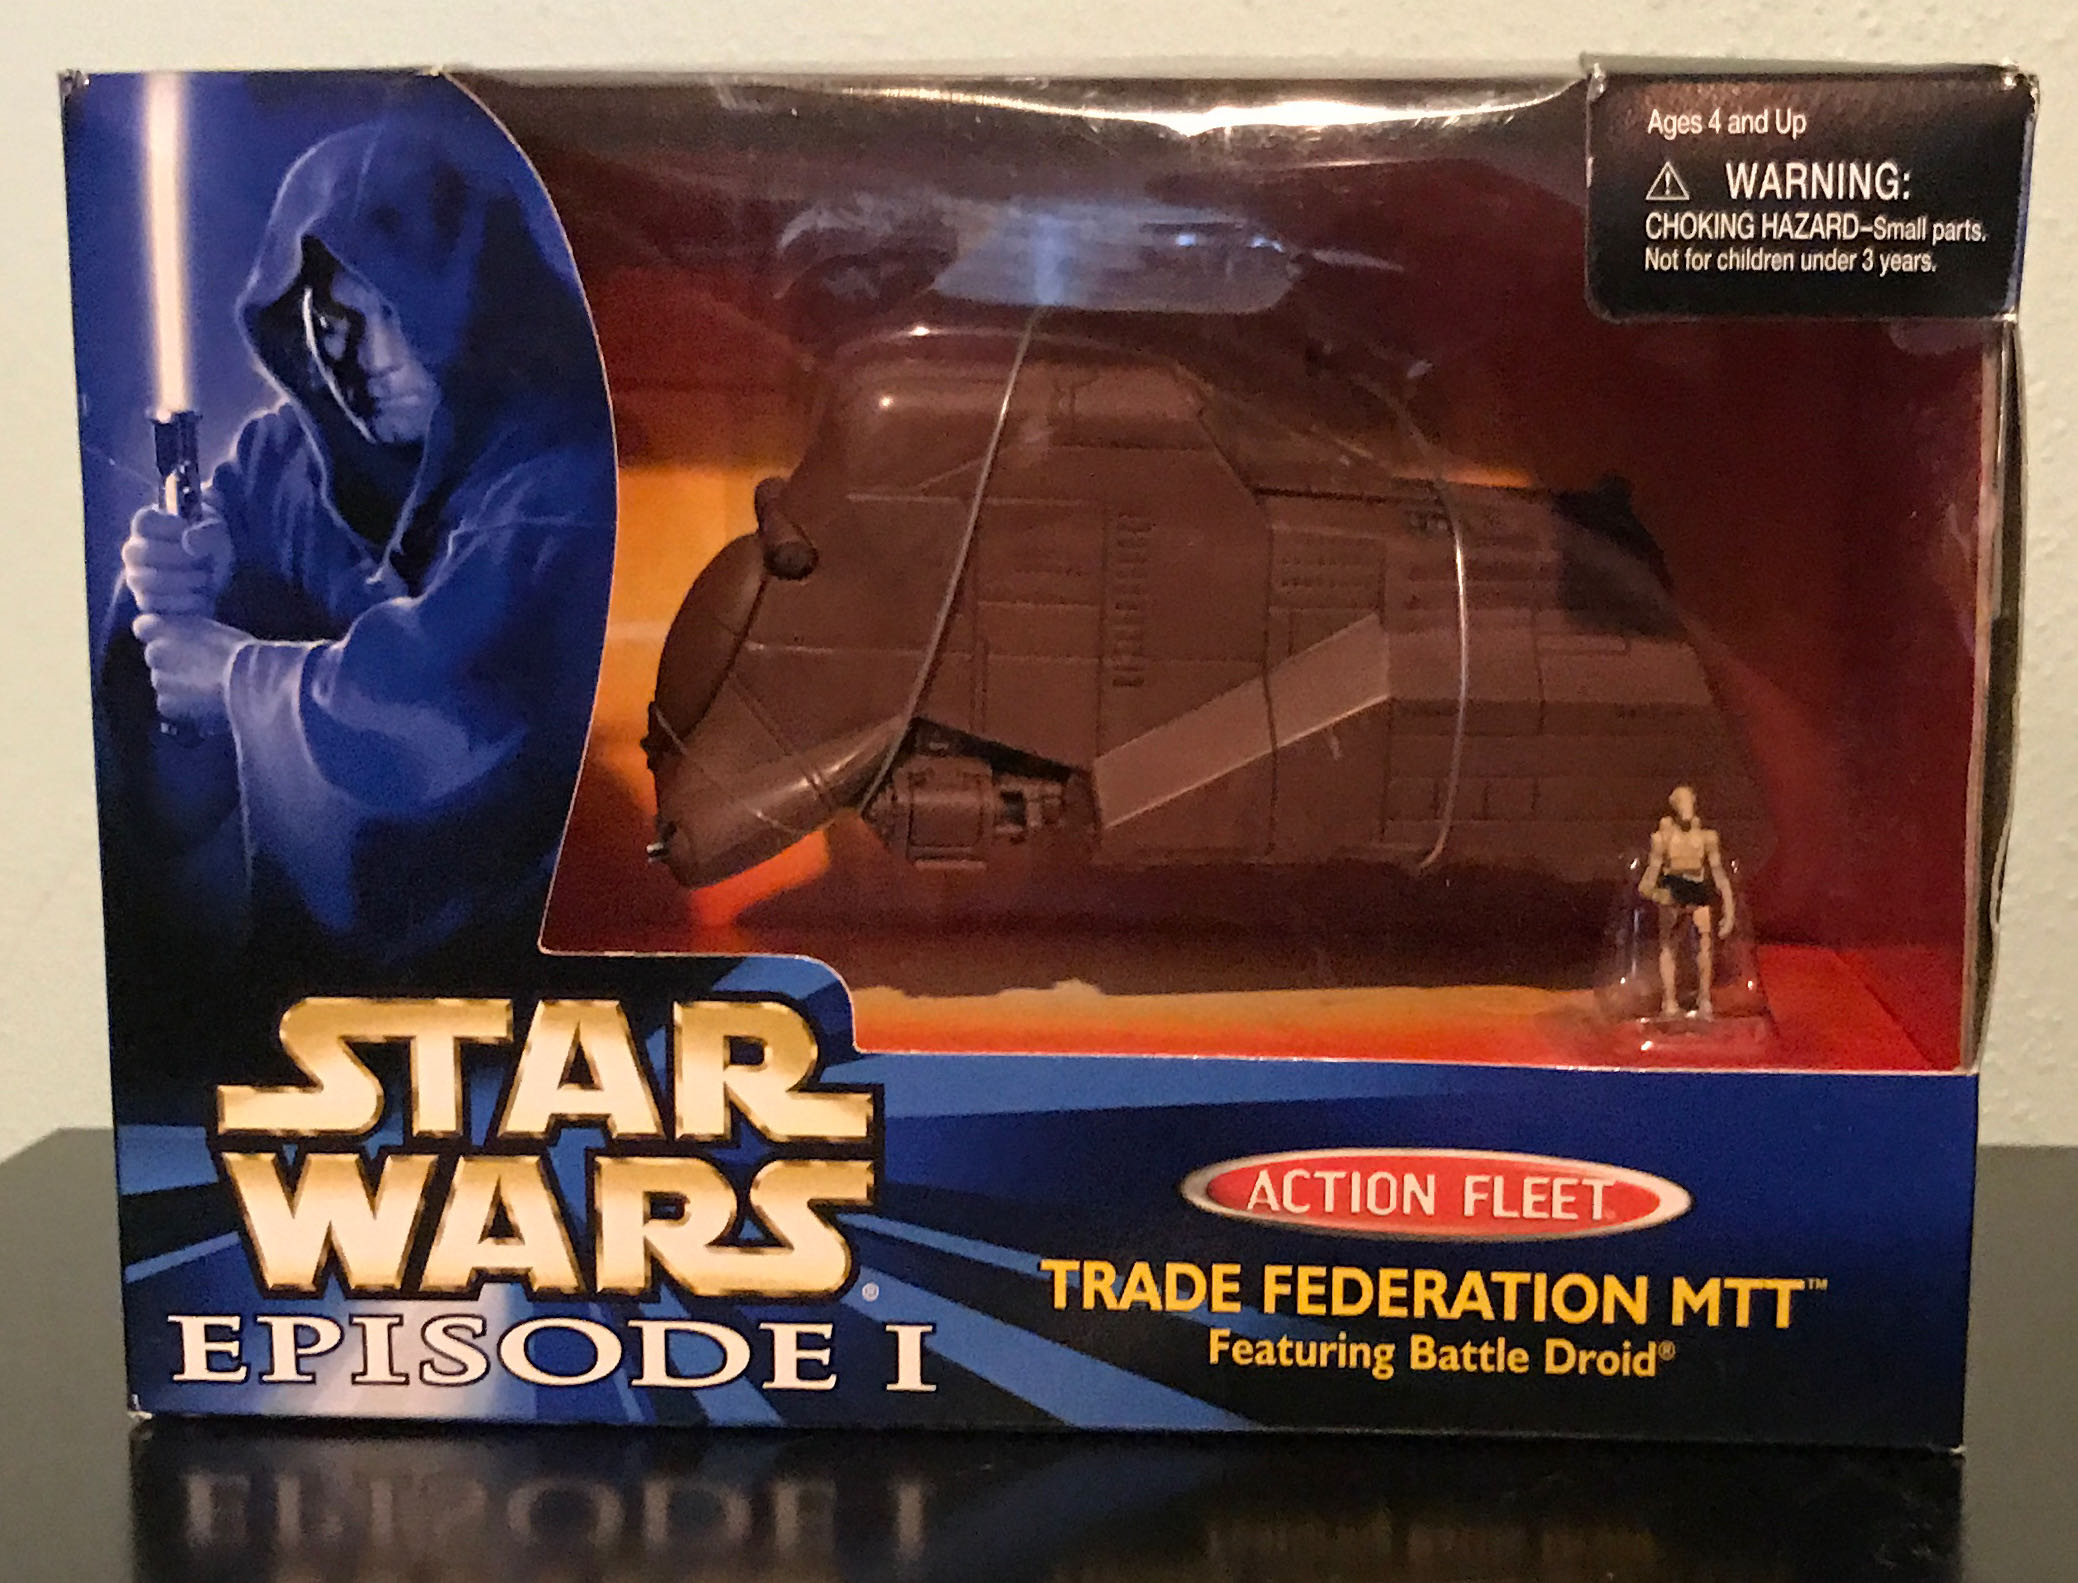 Ages 4 and Up
⚠ WARNING:
CHOKING HAZARD–Small parts.
Not for children under 3 years.
STAR
WARS®
EPISODE I
ACTION FLEET
TRADE FEDERATION MTT™
Featuring Battle Droid®